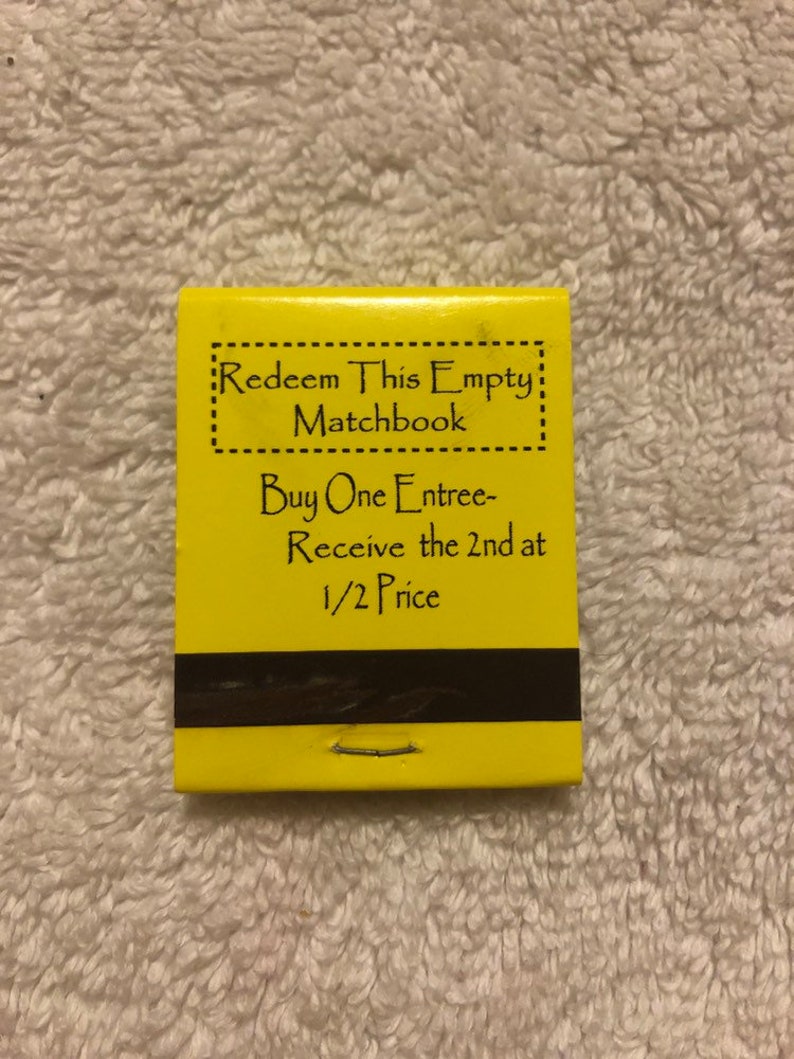 Redeem This Empty
Matchbook
Buy One Entree-
Receive the 2nd at
1/2 Price